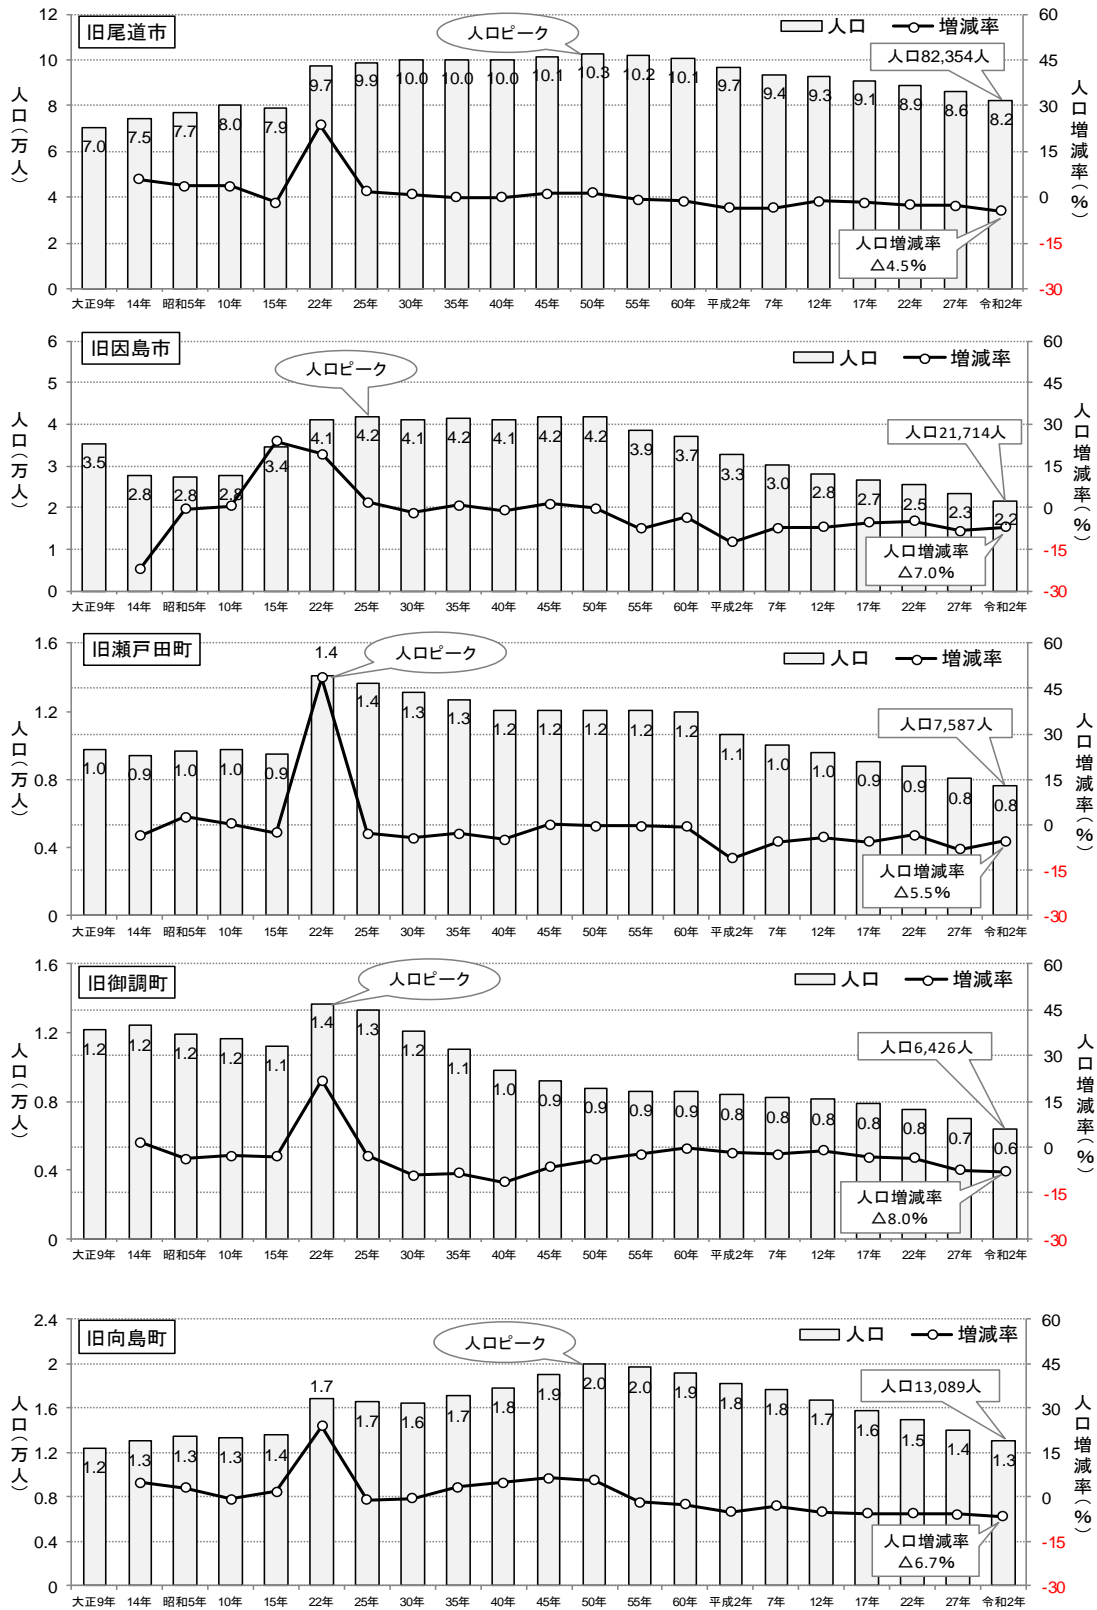 旧尾道市
人口ピーク
人口 増減率
人口82,354人
人口(万人)
人口増減率(%)
12
10
8
6
4
2
0
60
45
30
15
0
-15
-30
7.0 7.5 7.7 8.0 7.9 9.7 9.9 10.0 10.0 10.0 10.1 10.3 10.2 10.1 9.7 9.4 9.3 9.1 8.9 8.6 8.2
人口増減率
△4.5%
大正9年 14年 昭和5年 10年 15年 22年 25年 30年 35年 40年 45年 50年 55年 60年 平成2年 7年 12年 17年 22年 27年 令和2年
旧因島市
人口ピーク
人口 増減率
人口21,714人
人口(万人)
人口増減率(%)
6
5
4
3
2
1
0
60
45
30
15
0
-15
-30
3.5 2.8 2.8 2.8 3.4 4.1 4.2 4.1 4.2 4.1 4.2 4.2 3.9 3.7 3.3 3.0 2.8 2.7 2.5 2.3 2.2
人口増減率
△7.0%
大正9年 14年 昭和5年 10年 15年 22年 25年 30年 35年 40年 45年 50年 55年 60年 平成2年 7年 12年 17年 22年 27年 令和2年
旧瀬戸田町
人口ピーク
人口 増減率
人口7,587人
人口(万人)
人口増減率(%)
1.6
1.2
0.8
0.4
0
60
45
30
15
0
-15
-30
1.0 0.9 1.0 1.0 0.9 1.4 1.4 1.3 1.3 1.2 1.2 1.2 1.2 1.2 1.1 1.0 1.0 0.9 0.9 0.8 0.8
人口増減率
△5.5%
大正9年 14年 昭和5年 10年 15年 22年 25年 30年 35年 40年 45年 50年 55年 60年 平成2年 7年 12年 17年 22年 27年 令和2年
旧御調町
人口ピーク
人口 増減率
人口6,426人
人口(万人)
人口増減率(%)
1.6
1.2
0.8
0.4
0
60
45
30
15
0
-15
-30
1.2 1.2 1.2 1.2 1.1 1.4 1.3 1.2 1.1 1.0 0.9 0.9 0.9 0.9 0.8 0.8 0.8 0.8 0.8 0.7 0.6
人口増減率
△8.0%
大正9年 14年 昭和5年 10年 15年 22年 25年 30年 35年 40年 45年 50年 55年 60年 平成2年 7年 12年 17年 22年 27年 令和2年
旧向島町
人口ピーク
人口 増減率
人口13,089人
人口(万人)
人口増減率(%)
2.4
2
1.6
1.2
0.8
0.4
0
60
45
30
15
0
-15
-30
1.2 1.3 1.3 1.3 1.4 1.7 1.7 1.6 1.7 1.8 1.9 2.0 2.0 1.9 1.8 1.8 1.7 1.6 1.5 1.4 1.3
人口増減率
△6.7%
大正9年 14年 昭和5年 10年 15年 22年 25年 30年 35年 40年 45年 50年 55年 60年 平成2年 7年 12年 17年 22年 27年 令和2年